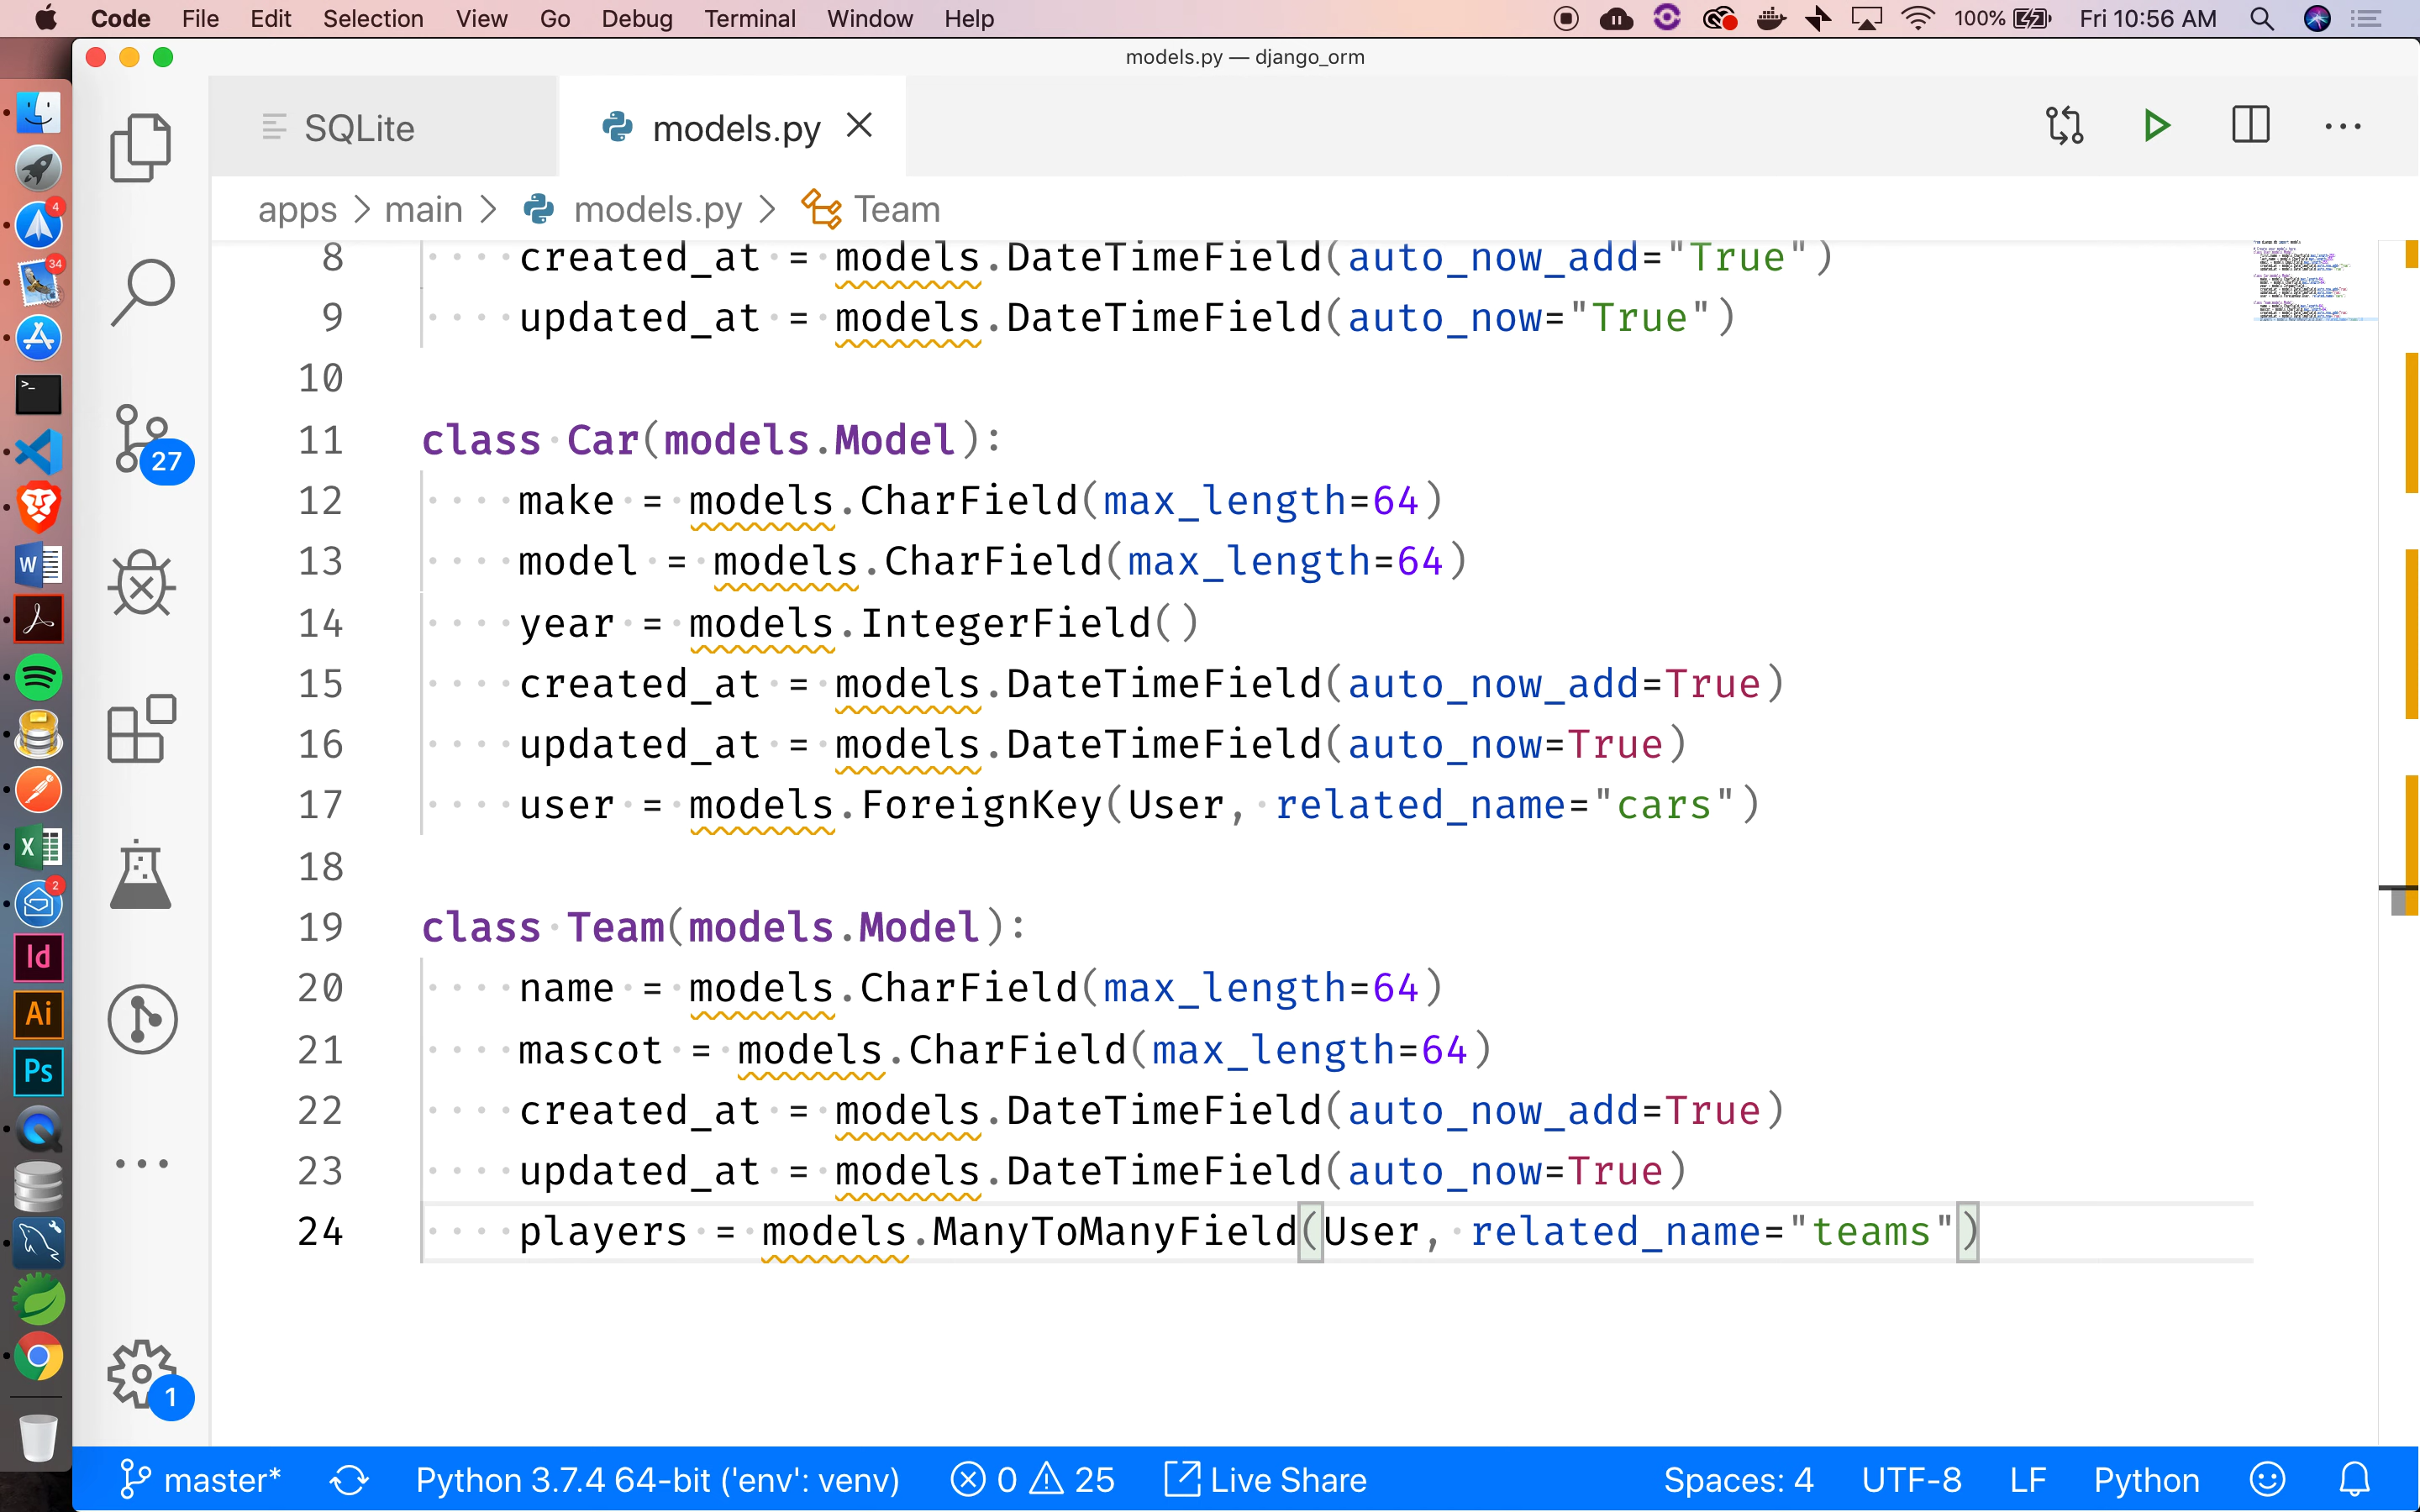 Code File Edit Selection View Go Debug Terminal Window Help 100% Fri 10:56 AM
models.py — django_orm
SQLite models.py
apps > main > models.py > Team
8 created_at = models.DateTimeField(auto_now_add="True")
9 updated_at = models.DateTimeField(auto_now="True")
10
11 class Car(models.Model):
12 make = models.CharField(max_length=64)
13 model = models.CharField(max_length=64)
14 year = models.IntegerField()
15 created_at = models.DateTimeField(auto_now_add=True)
16 updated_at = models.DateTimeField(auto_now=True)
17 user = models.ForeignKey(User, related_name="cars")
18
19 class Team(models.Model):
20 name = models.CharField(max_length=64)
21 mascot = models.CharField(max_length=64)
22 created_at = models.DateTimeField(auto_now_add=True)
23 updated_at = models.DateTimeField(auto_now=True)
24 players = models.ManyToManyField(User, related_name="teams")
4
34
>_
W
X
2
Id
Ai
Ps
27
1
master* Python 3.7.4 64-bit ('env': venv) 0 25 Live Share Spaces: 4 UTF-8 LF Python